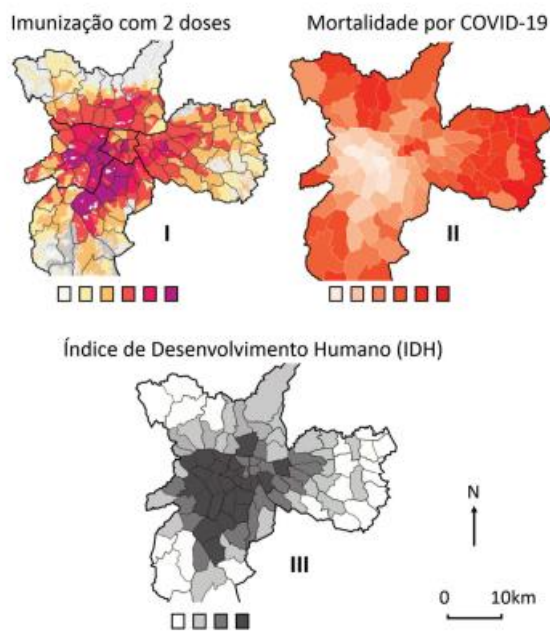 Imunização com 2 doses
Mortalidade por COVID-19
I
II
Índice de Desenvolvimento Humano (IDH)
III
N
0 10km